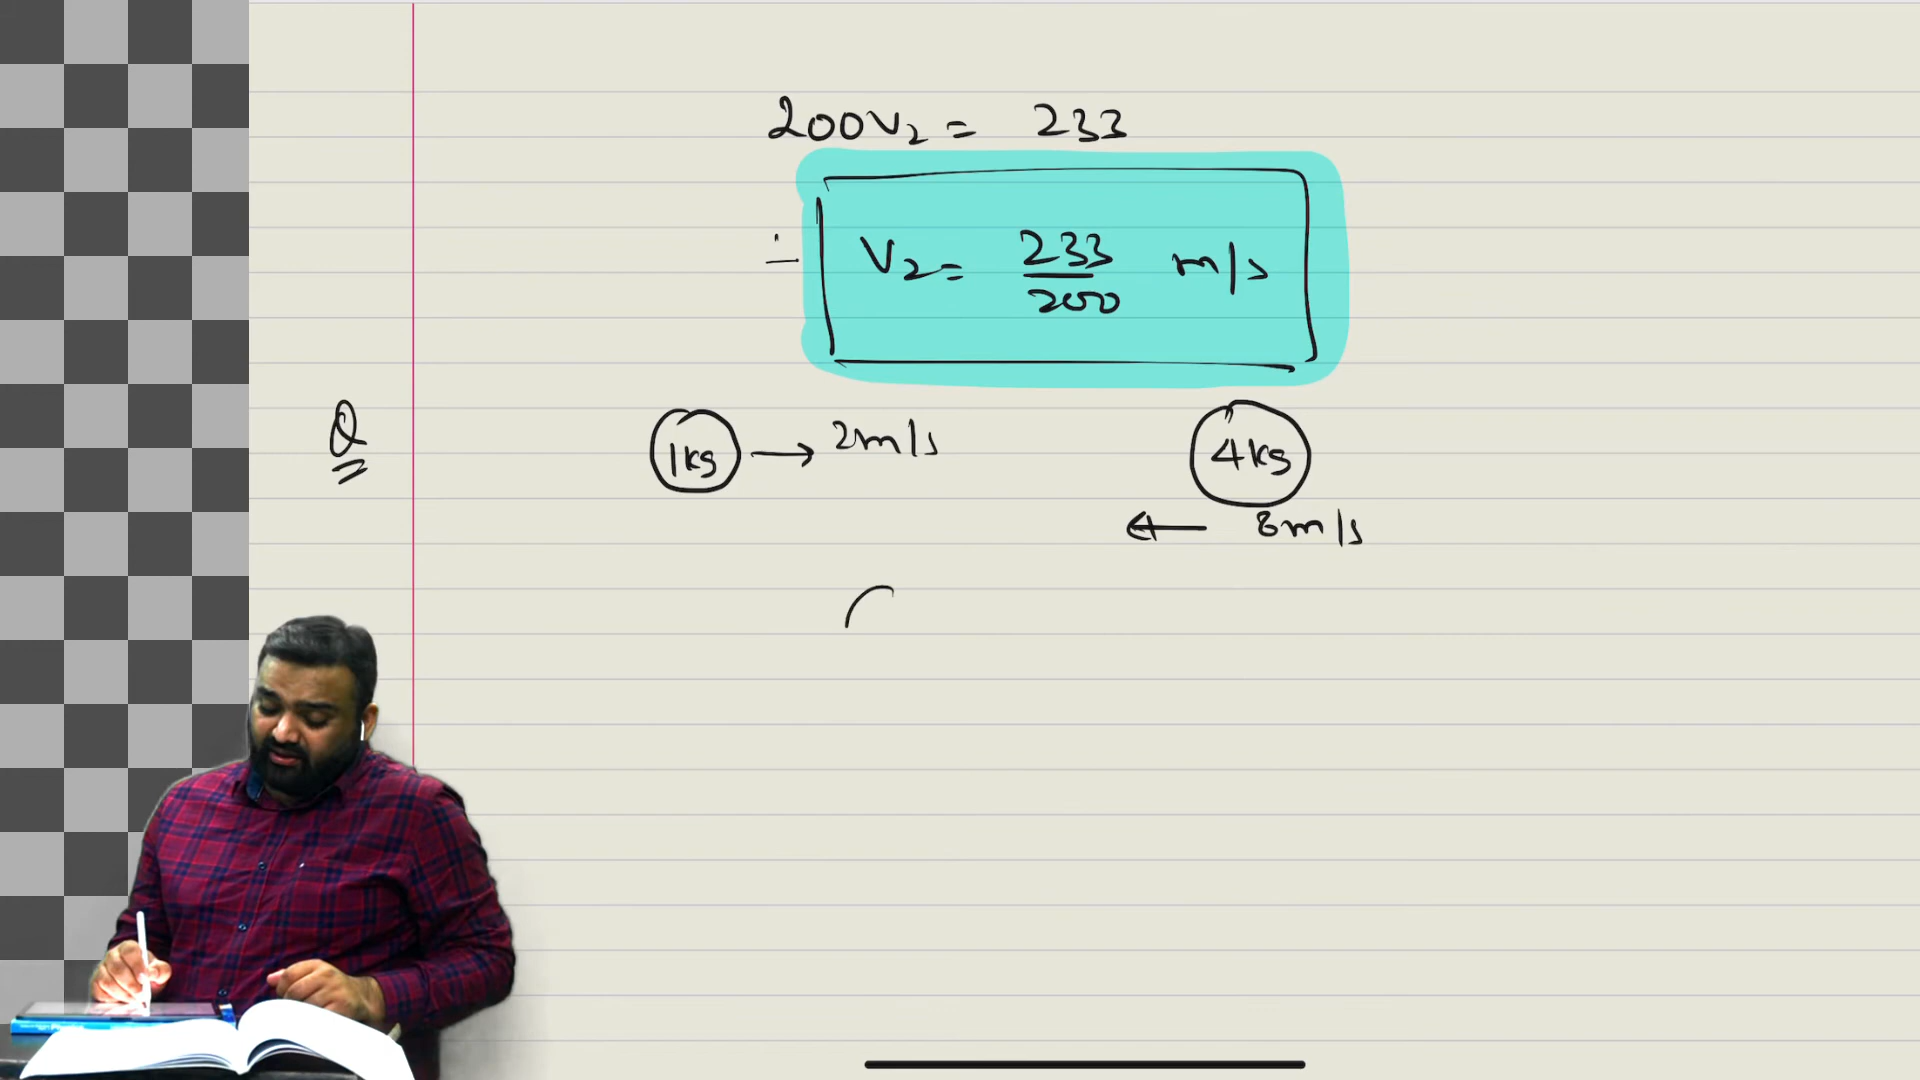 200V₂ = 233
∴ V₂ = 233/200 m/s
Q 1kg → 2m/s 4kg
← 8m/s